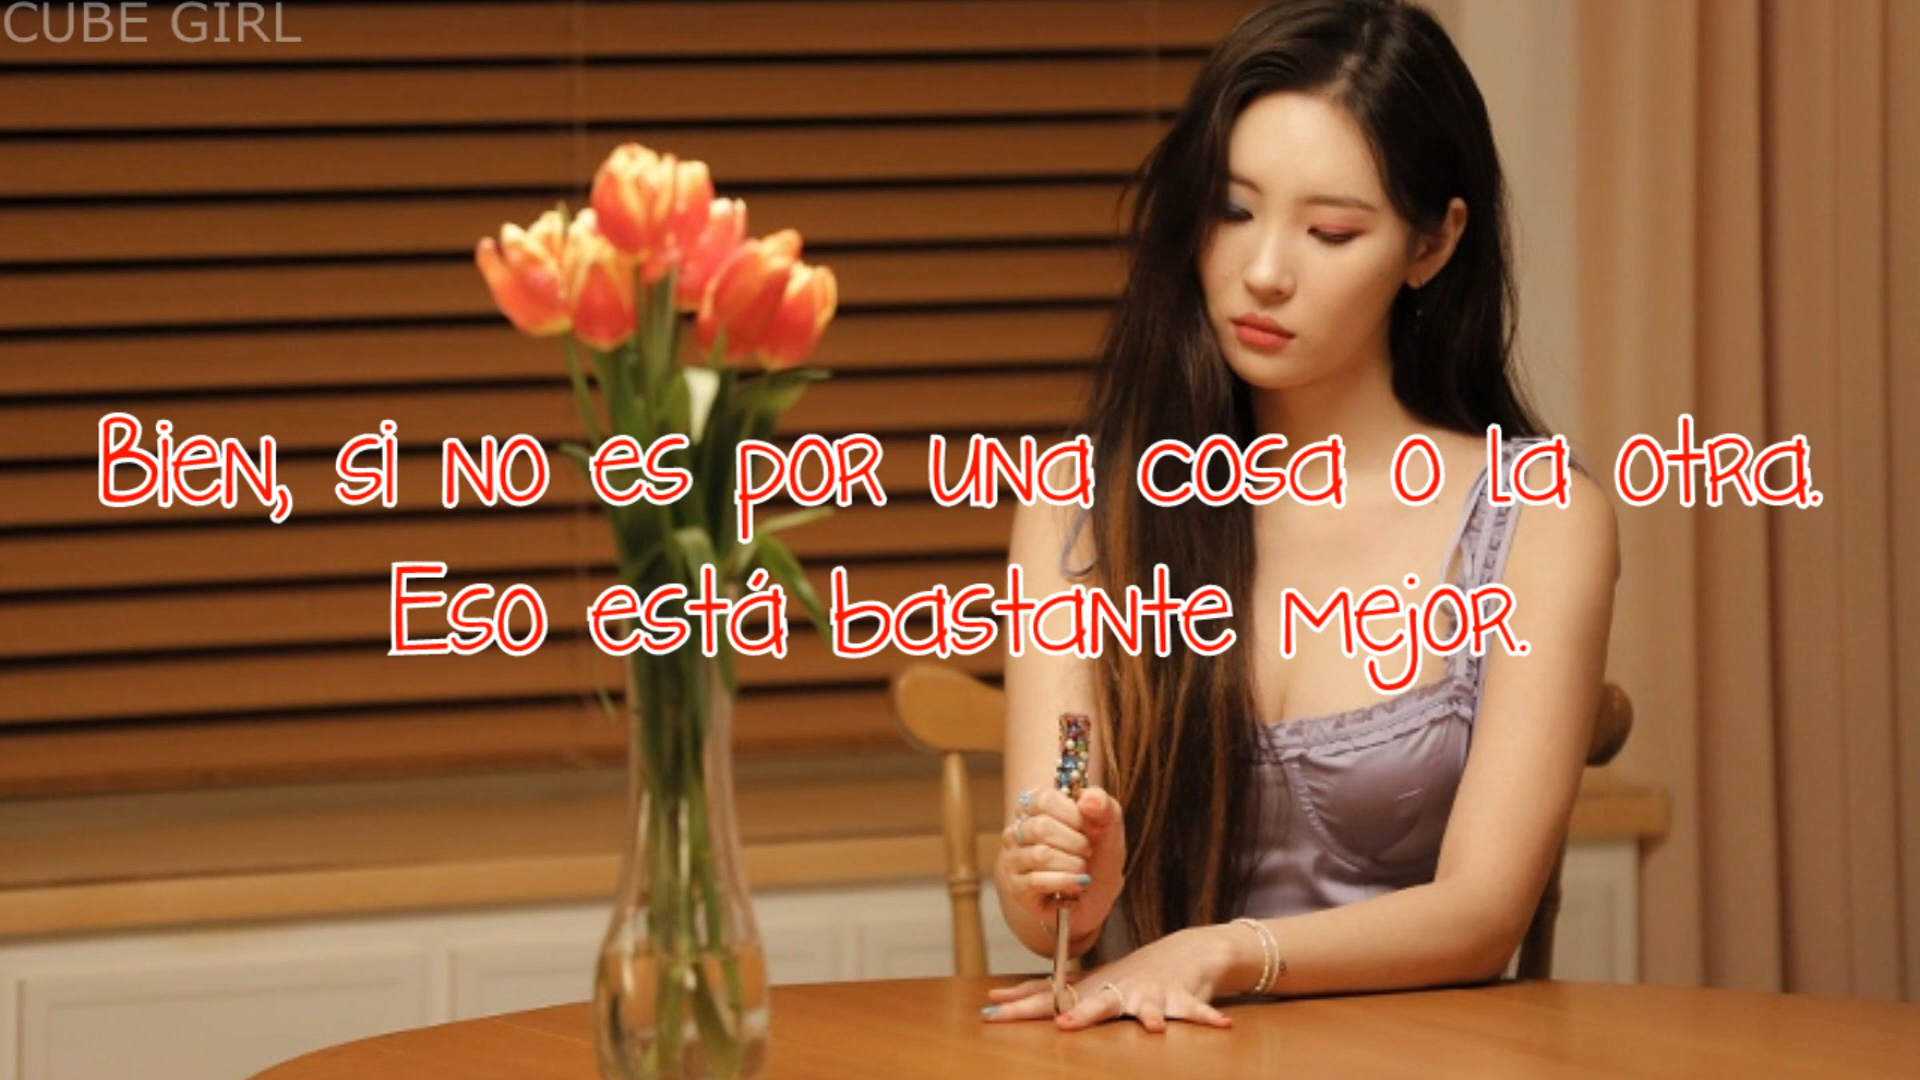 CUBE GIRL
Bien, si no es por una cosa o la otra.
Eso está bastante mejor.